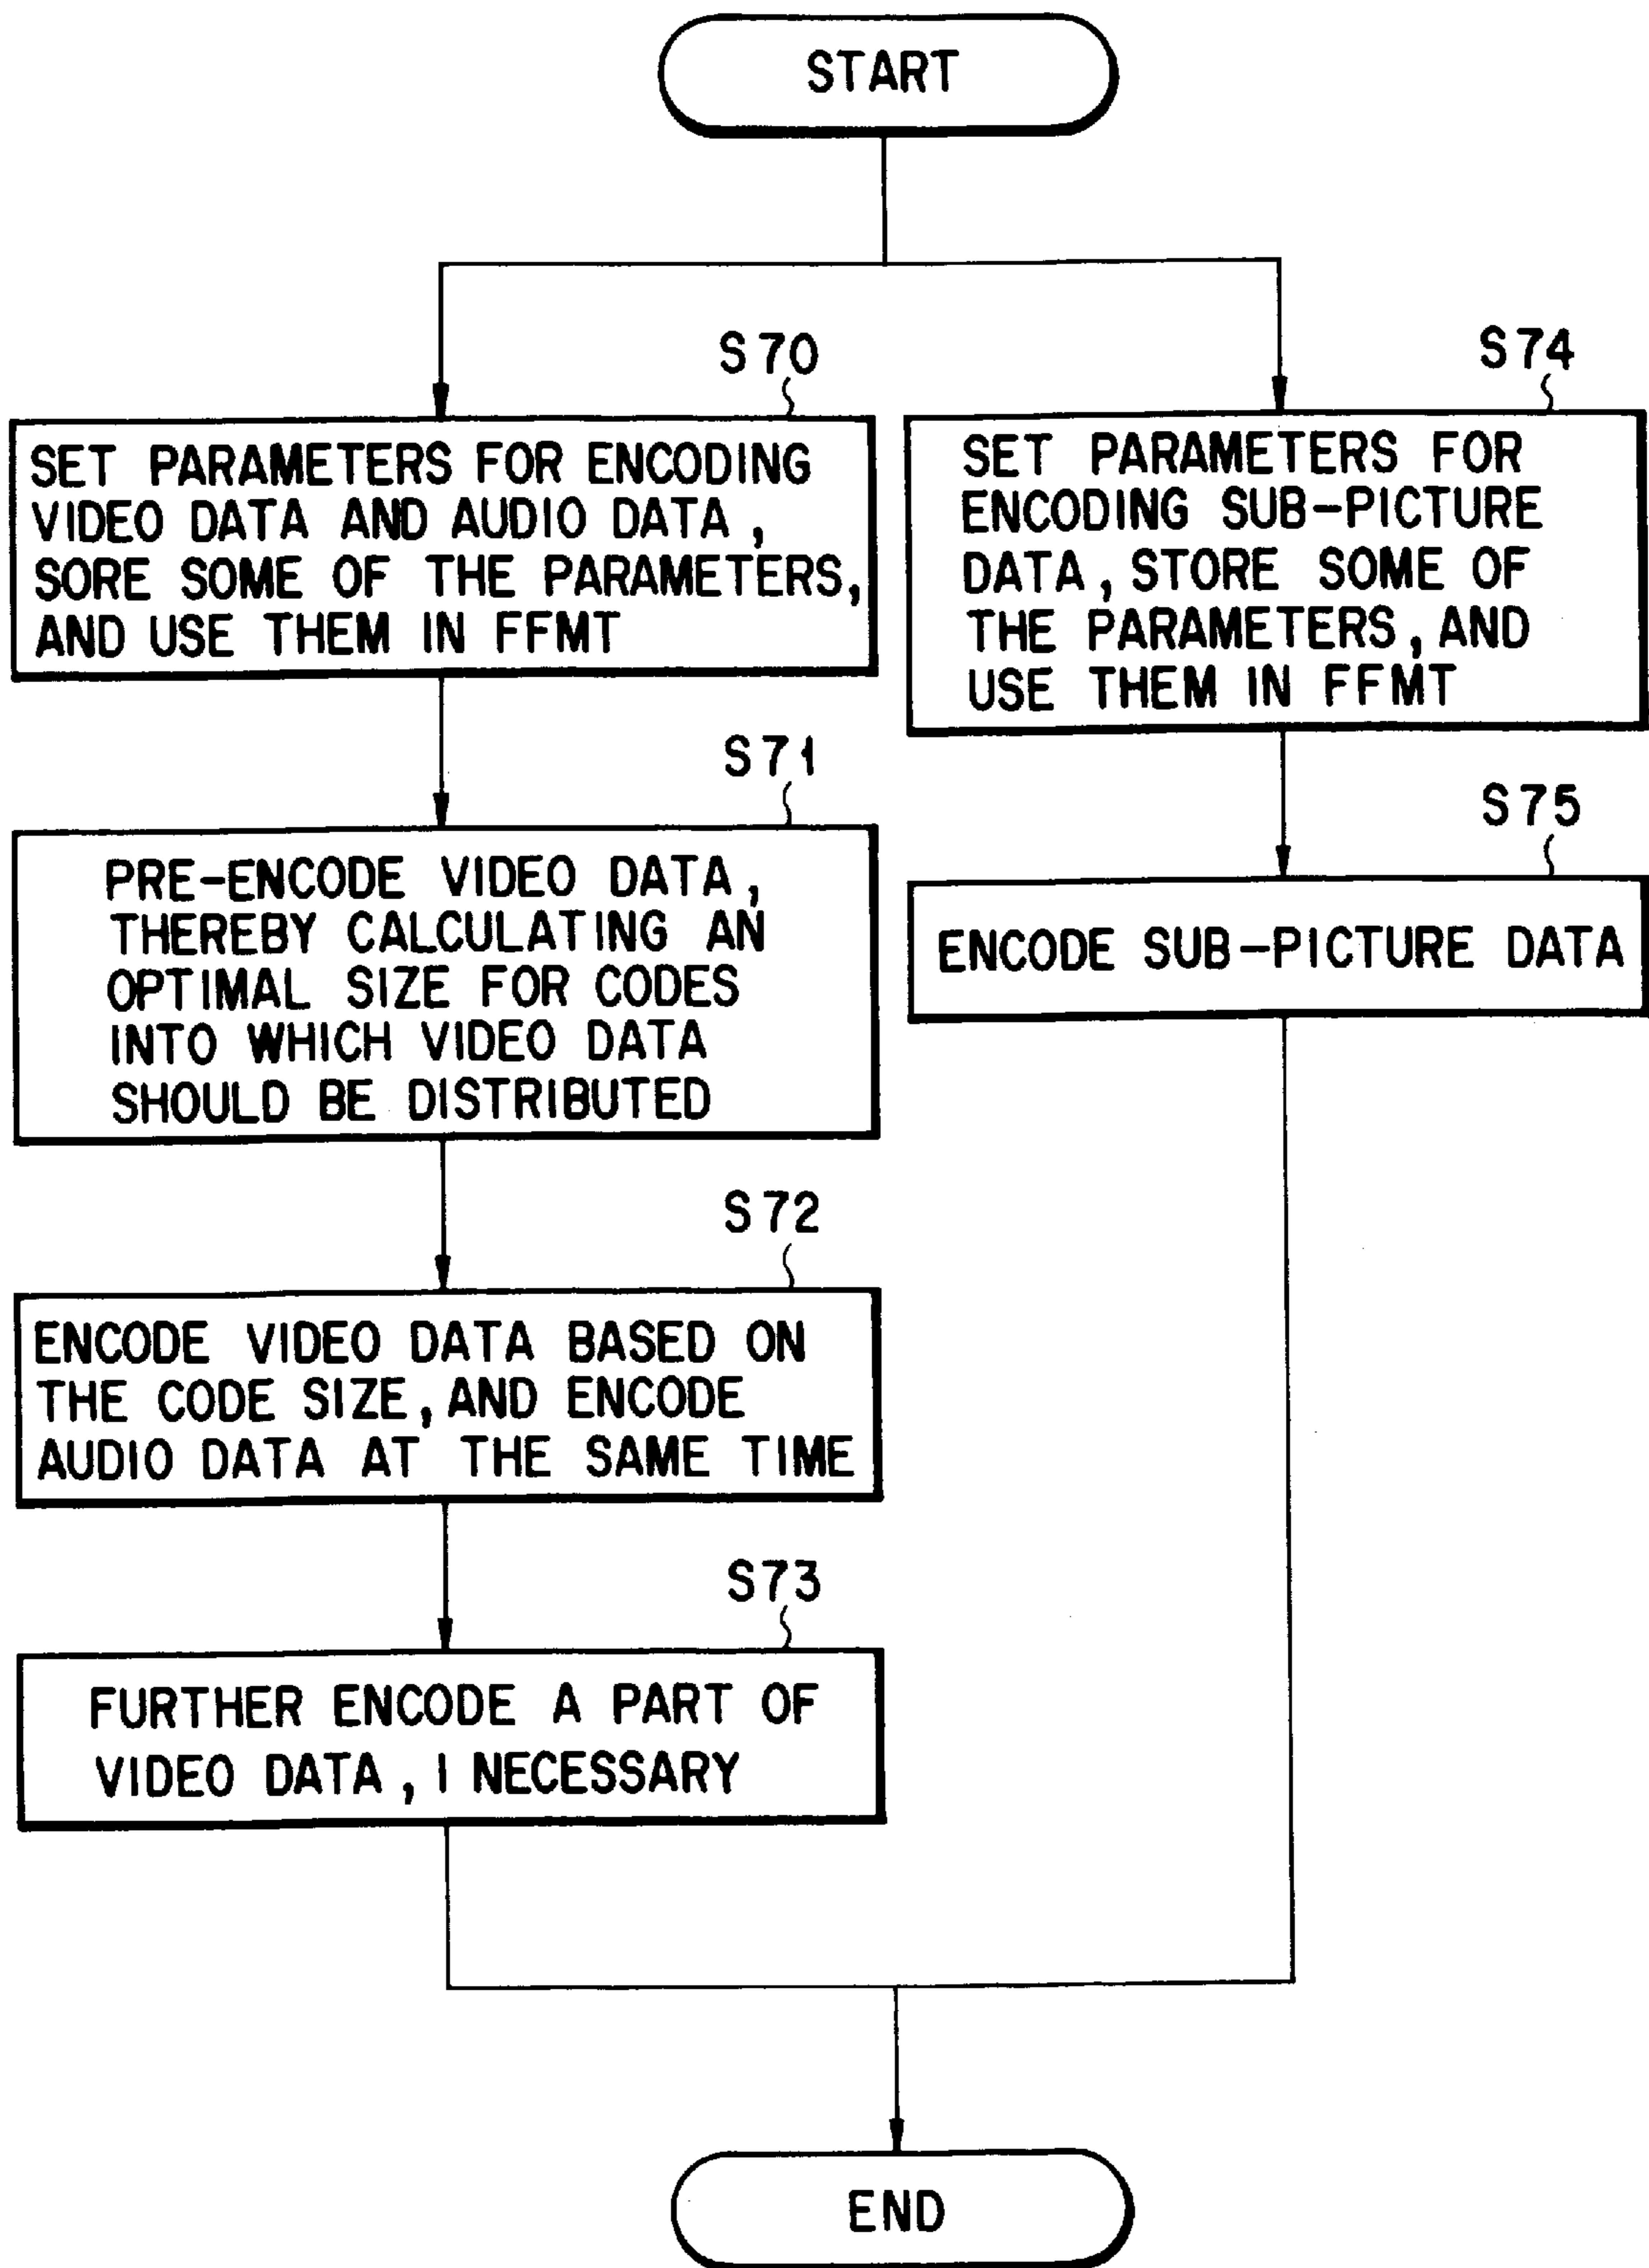 START
S70
SET PARAMETERS FOR ENCODING
VIDEO DATA AND AUDIO DATA,
SORE SOME OF THE PARAMETERS,
AND USE THEM IN FFMT
S71
PRE-ENCODE VIDEO DATA,
THEREBY CALCULATING AN
OPTIMAL SIZE FOR CODES
INTO WHICH VIDEO DATA
SHOULD BE DISTRIBUTED
S72
ENCODE VIDEO DATA BASED ON
THE CODE SIZE, AND ENCODE
AUDIO DATA AT THE SAME TIME
S73
FURTHER ENCODE A PART OF
VIDEO DATA, I NECESSARY
S74
SET PARAMETERS FOR
ENCODING SUB-PICTURE
DATA, STORE SOME OF
THE PARAMETERS, AND
USE THEM IN FFMT
S75
ENCODE SUB-PICTURE DATA
END